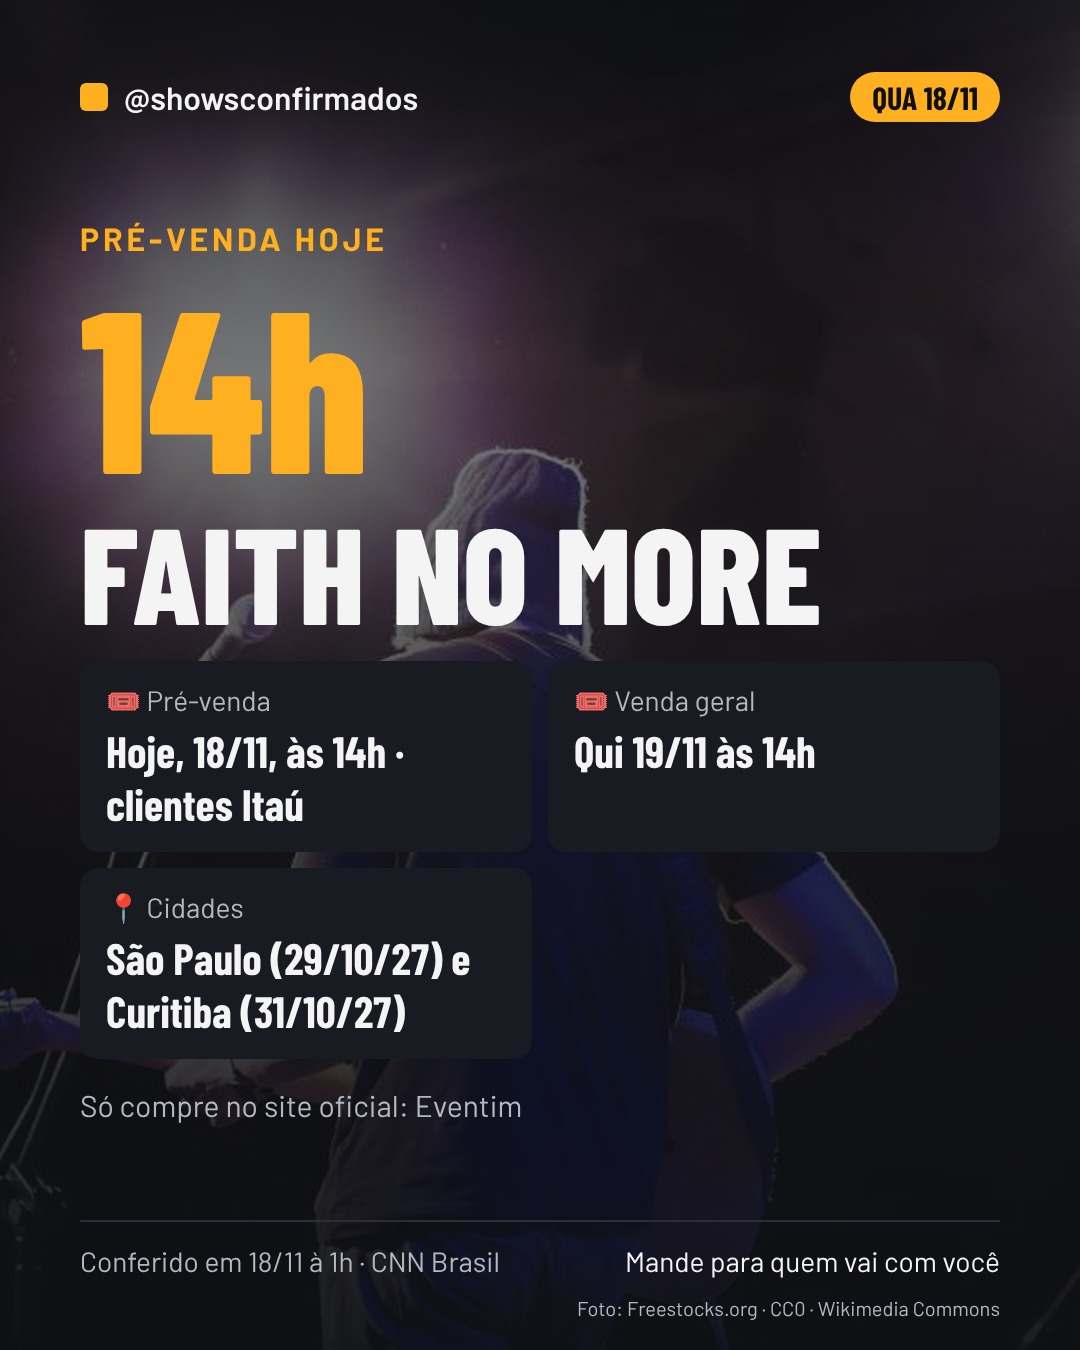 @showsconfirmados
QUA 18/11
PRÉ-VENDA HOJE
14h
FAITH NO MORE
🎟️ Pré-venda
Hoje, 18/11, às 14h ·
clientes Itaú
🎟️ Venda geral
Qui 19/11 às 14h
📍 Cidades
São Paulo (29/10/27) e
Curitiba (31/10/27)
Só compre no site oficial: Eventim
Conferido em 18/11 à 1h · CNN Brasil
Mande para quem vai com você
Foto: Freestocks.org · CC0 · Wikimedia Commons